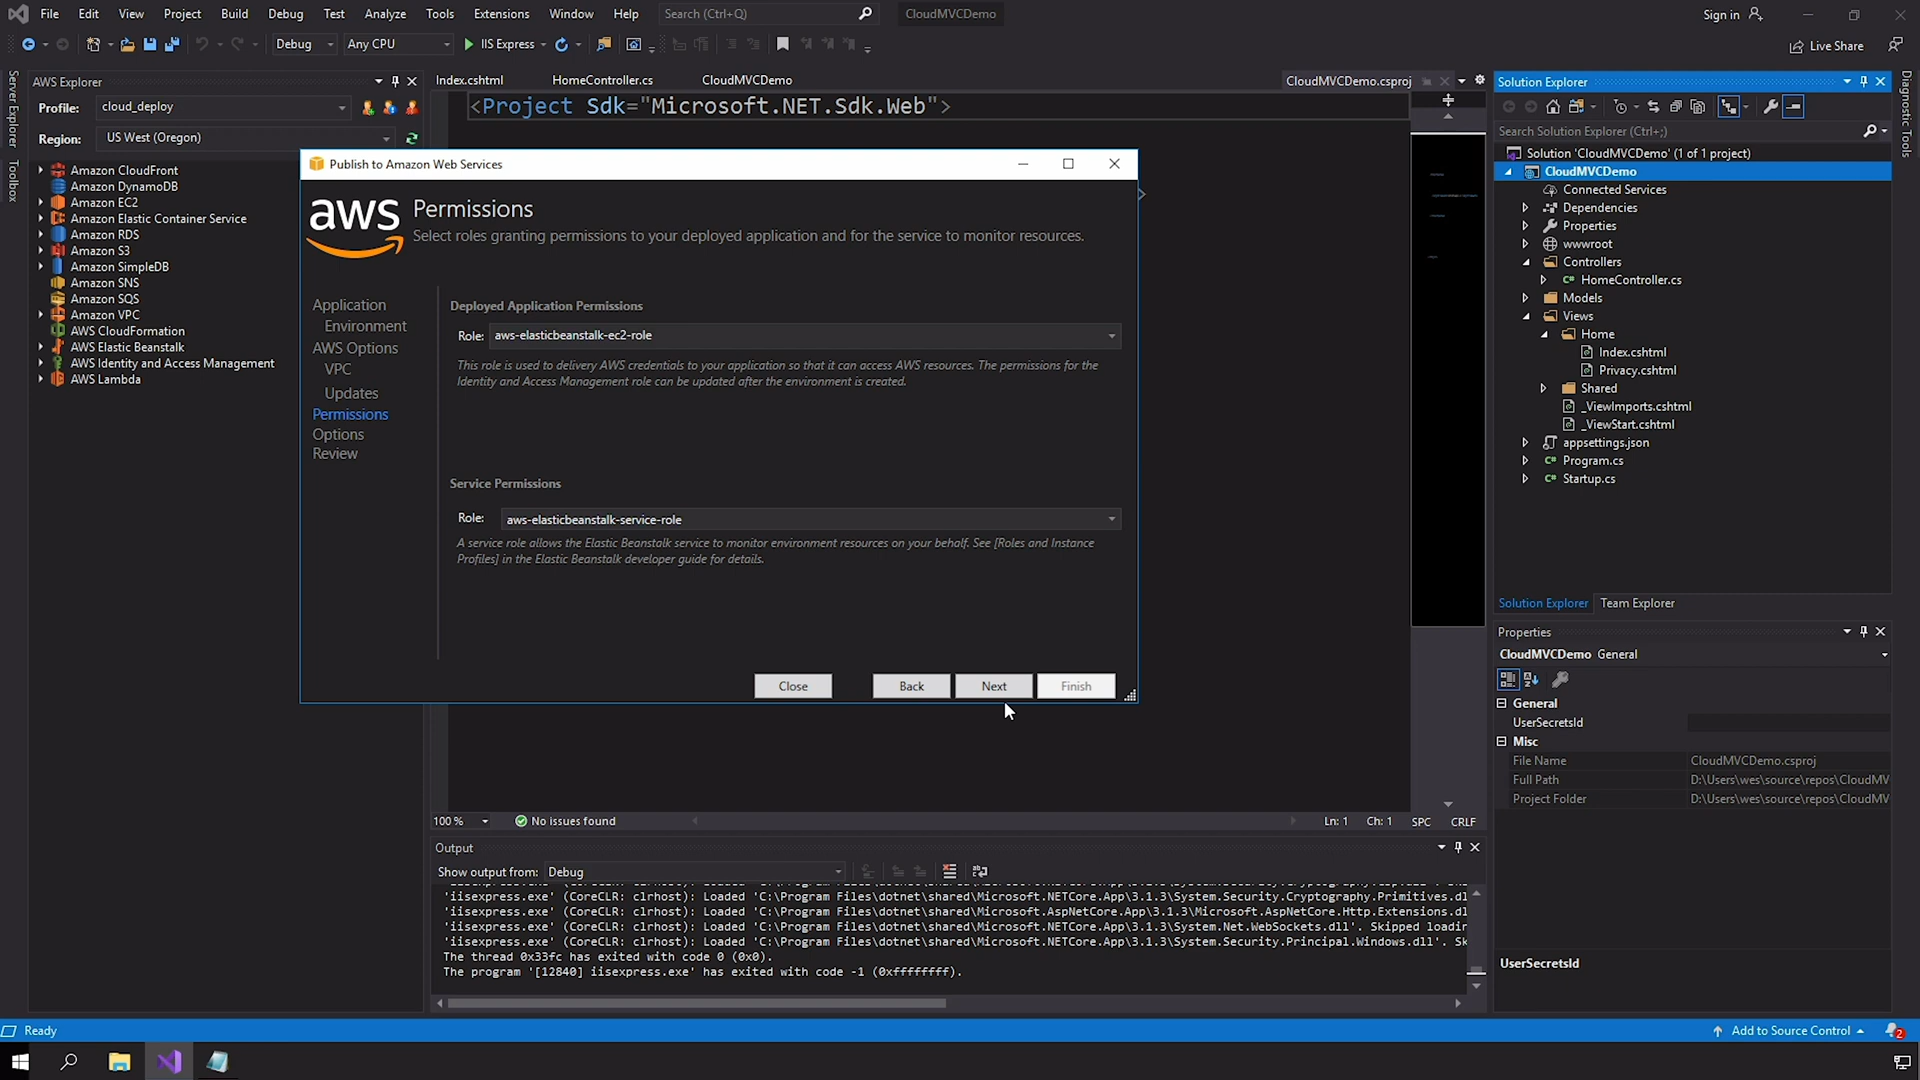 File Edit View Project Build Debug Test Analyze Tools Extensions Window Help Search (Ctrl+Q) CloudMVCDemo Sign in
Debug Any CPU IIS Express Live Share
Server Explorer
Toolbox
AWS Explorer
Profile: cloud_deploy
Region: US West (Oregon)
Amazon CloudFront
Amazon DynamoDB
Amazon EC2
Amazon Elastic Container Service
Amazon RDS
Amazon S3
Amazon SimpleDB
Amazon SNS
Amazon SQS
Amazon VPC
AWS CloudFormation
AWS Elastic Beanstalk
AWS Identity and Access Management
AWS Lambda
Index.cshtml HomeController.cs CloudMVCDemo CloudMVCDemo.csproj
<Project Sdk="Microsoft.NET.Sdk.Web">
Publish to Amazon Web Services
aws
Permissions
Select roles granting permissions to your deployed application and for the service to monitor resources.
Application
Environment
AWS Options
VPC
Updates
Permissions
Options
Review
Deployed Application Permissions
Role: aws-elasticbeanstalk-ec2-role
This role is used to delivery AWS credentials to your application so that it can access AWS resources. The permissions for the
Identity and Access Management role can be updated after the environment is created.
Service Permissions
Role: aws-elasticbeanstalk-service-role
A service role allows the Elastic Beanstalk service to monitor environment resources on your behalf. See [Roles and Instance
Profiles] in the Elastic Beanstalk developer guide for details.
Close Back Next Finish
100 % No issues found Ln: 1 Ch: 1 SPC CRLF
Output
Show output from: Debug
'iisexpress.exe' (CoreCLR: clrhost): Loaded 'C:\Program Files\dotnet\shared\Microsoft.NETCore.App\3.1.3\System.Security.Cryptography.Primitives.dl
'iisexpress.exe' (CoreCLR: clrhost): Loaded 'C:\Program Files\dotnet\shared\Microsoft.AspNetCore.App\3.1.3\Microsoft.AspNetCore.Http.Extensions.dl
'iisexpress.exe' (CoreCLR: clrhost): Loaded 'C:\Program Files\dotnet\shared\Microsoft.NETCore.App\3.1.3\System.Net.WebSockets.dll'. Skipped loadin
'iisexpress.exe' (CoreCLR: clrhost): Loaded 'C:\Program Files\dotnet\shared\Microsoft.NETCore.App\3.1.3\System.Security.Principal.Windows.dll'. Sk
The thread 0x33fc has exited with code 0 (0x0).
The program '[12840] iisexpress.exe' has exited with code -1 (0xffffffff).
Solution Explorer
Search Solution Explorer (Ctrl+;)
Solution 'CloudMVCDemo' (1 of 1 project)
CloudMVCDemo
Connected Services
Dependencies
Properties
wwwroot
Controllers
HomeController.cs
Models
Views
Home
Index.cshtml
Privacy.cshtml
Shared
_ViewImports.cshtml
_ViewStart.cshtml
appsettings.json
Program.cs
Startup.cs
Solution Explorer Team Explorer
Properties
CloudMVCDemo General
General
UserSecretsId
Misc
File Name CloudMVCDemo.csproj
Full Path D:\Users\wes\source\repos\CloudMV
Project Folder D:\Users\wes\source\repos\CloudMV
UserSecretsId
Diagnostic Tools
Ready Add to Source Control 2